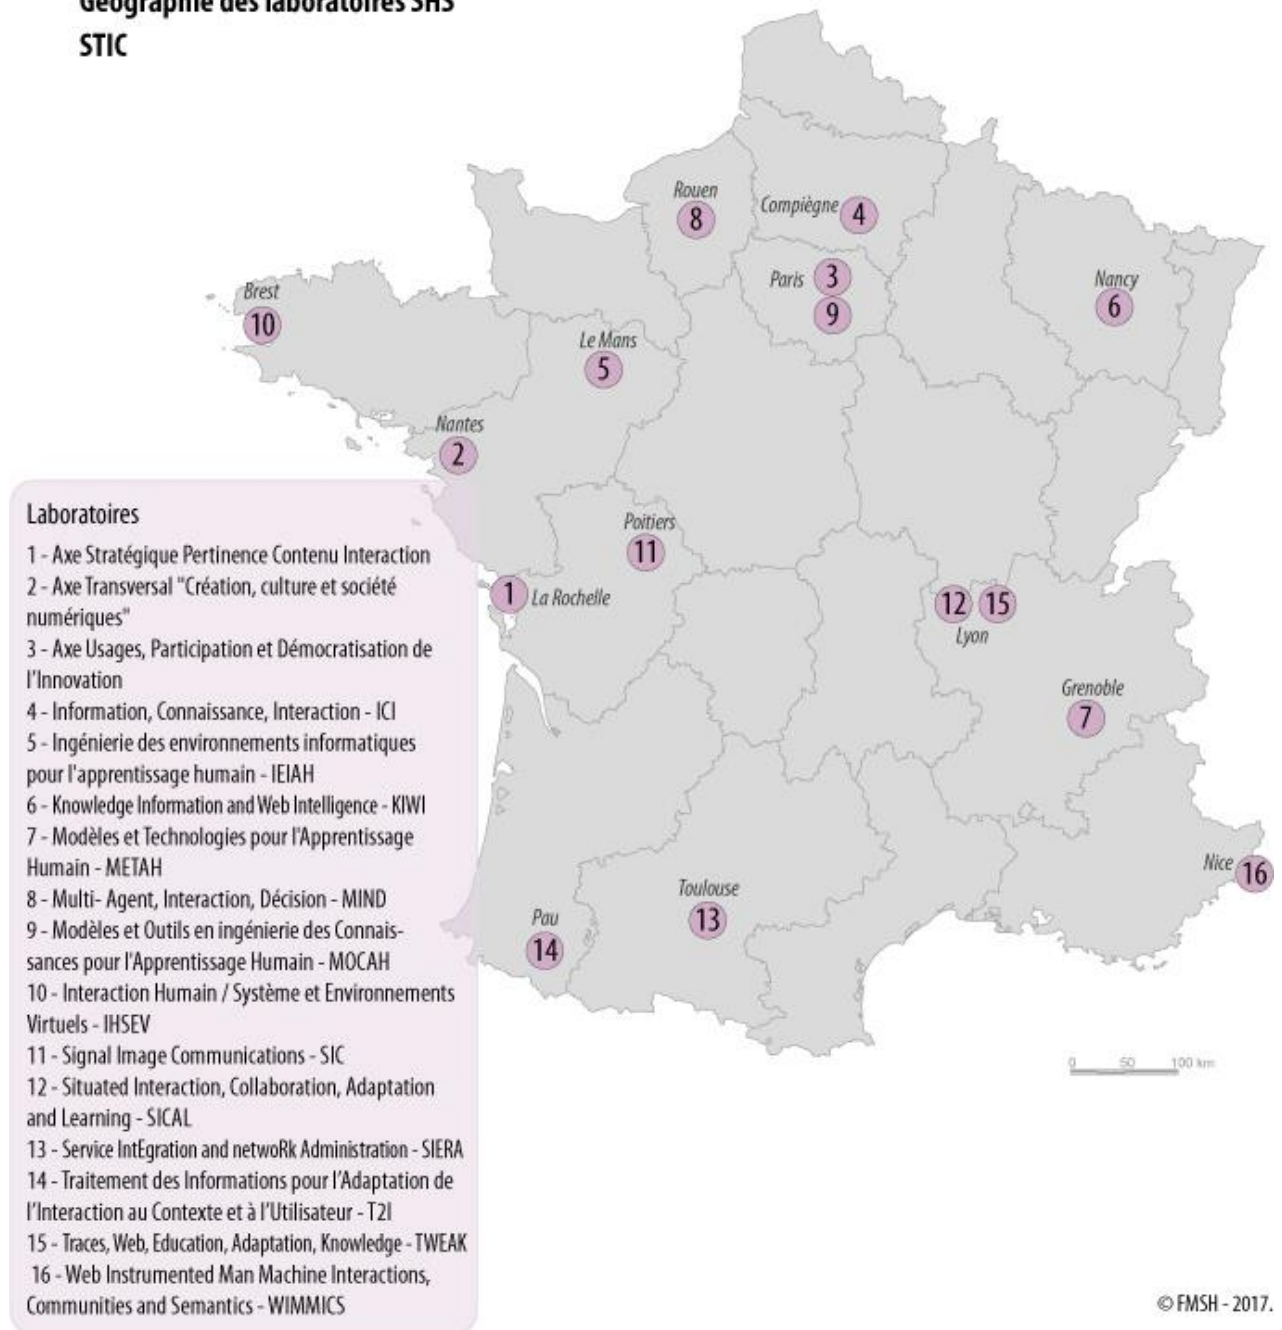 Géographie des laboratoires SHS
STIC
Rouen
8
Compiègne 4
Paris 3
9
Nancy
6
Brest
10
Le Mans
5
Nantes
2
Poitiers
11
1 La Rochelle
12 15
Lyon
Grenoble
7
Nice 16
Toulouse
13
Pau
14
0 50 100 km
Laboratoires
1 - Axe Stratégique Pertinence Contenu Interaction
2 - Axe Transversal "Création, culture et société
numériques"
3 - Axe Usages, Participation et Démocratisation de
l'Innovation
4 - Information, Connaissance, Interaction - ICI
5 - Ingénierie des environnements informatiques
pour l'apprentissage humain - IEIAH
6 - Knowledge Information and Web Intelligence - KIWI
7 - Modèles et Technologies pour l'Apprentissage
Humain - METAH
8 - Multi- Agent, Interaction, Décision - MIND
9 - Modèles et Outils en ingénierie des Connais-
sances pour l'Apprentissage Humain - MOCAH
10 - Interaction Humain / Système et Environnements
Virtuels - IHSEV
11 - Signal Image Communications - SIC
12 - Situated Interaction, Collaboration, Adaptation
and Learning - SICAL
13 - Service IntEgration and netwoRk Administration - SIERA
14 - Traitement des Informations pour l'Adaptation de
l'Interaction au Contexte et à l'Utilisateur - T2I
15 - Traces, Web, Education, Adaptation, Knowledge - TWEAK
16 - Web Instrumented Man Machine Interactions,
Communities and Semantics - WIMMICS
© FMSH - 2017.